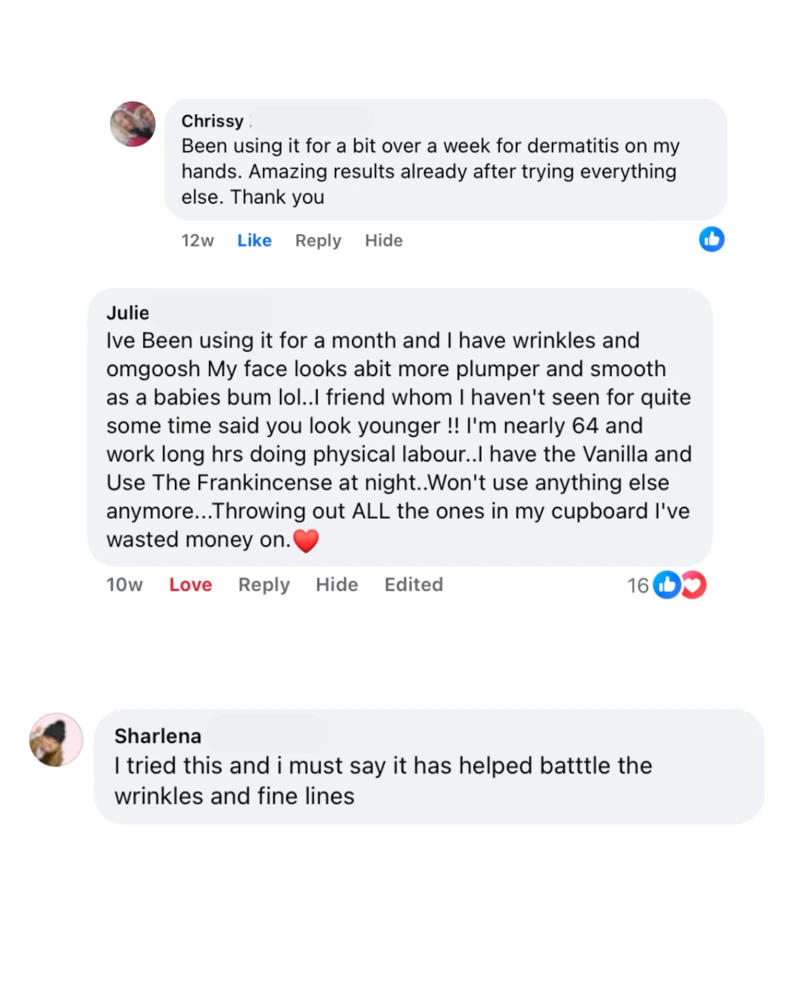 Chrissy
Been using it for a bit over a week for dermatitis on my
hands. Amazing results already after trying everything
else. Thank you
12w Like Reply Hide
Julie
Ive Been using it for a month and I have wrinkles and
omgoosh My face looks abit more plumper and smooth
as a babies bum lol..I friend whom I haven't seen for quite
some time said you look younger !! I'm nearly 64 and
work long hrs doing physical labour..I have the Vanilla and
Use The Frankincense at night..Won't use anything else
anymore...Throwing out ALL the ones in my cupboard I've
wasted money on.❤️
10w Love Reply Hide Edited 16
Sharlena
I tried this and i must say it has helped batttle the
wrinkles and fine lines